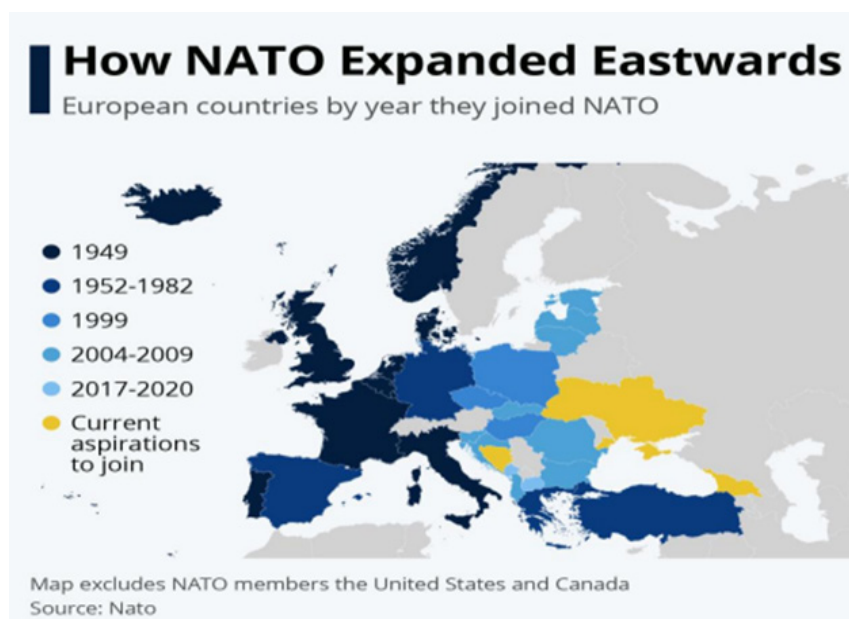 How NATO Expanded Eastwards
European countries by year they joined NATO
1949
1952-1982
1999
2004-2009
2017-2020
Current
aspirations
to join
Map excludes NATO members the United States and Canada
Source: Nato